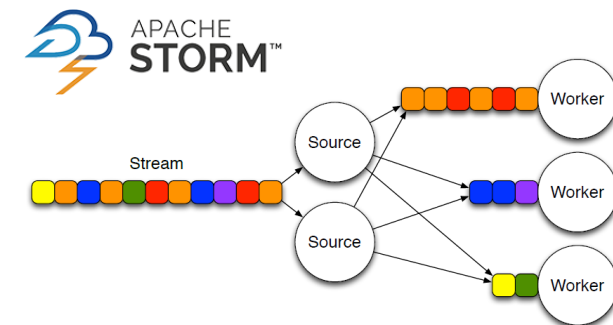 APACHE
STORM™
Stream
Source
Source
Worker
Worker
Worker